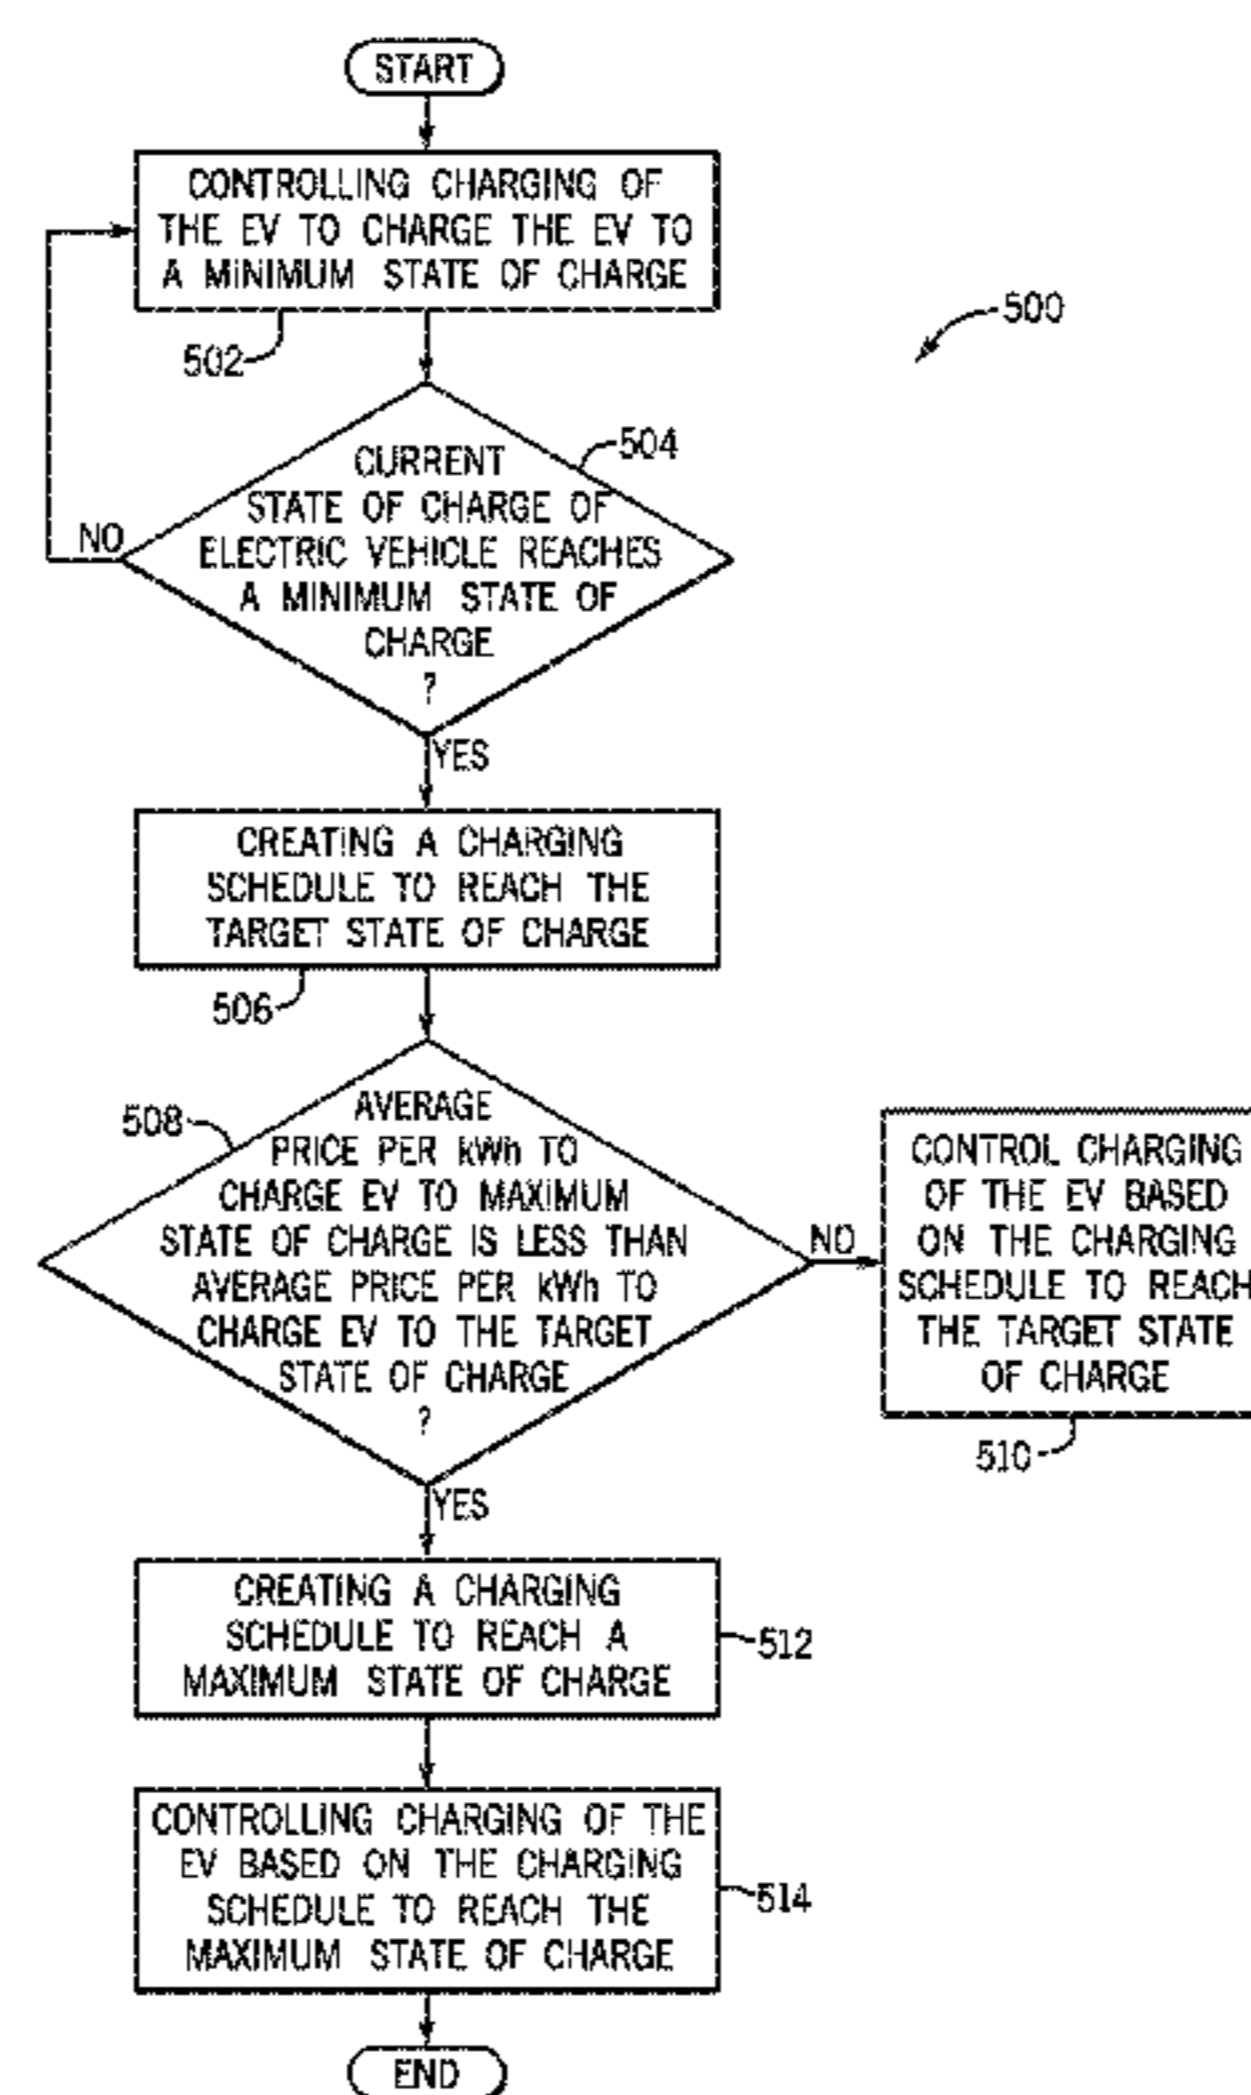 START
CONTROLLING CHARGING OF
THE EV TO CHARGE THE EV TO
A MINIMUM STATE OF CHARGE
502
500
504
CURRENT
STATE OF CHARGE OF
ELECTRIC VEHICLE REACHES
A MINIMUM STATE OF
CHARGE
?
NO
YES
CREATING A CHARGING
SCHEDULE TO REACH THE
TARGET STATE OF CHARGE
506
508
AVERAGE
PRICE PER kWh TO
CHARGE EV TO MAXIMUM
STATE OF CHARGE IS LESS THAN
AVERAGE PRICE PER kWh TO
CHARGE EV TO THE TARGET
STATE OF CHARGE
?
NO
CONTROL CHARGING
OF THE EV BASED
ON THE CHARGING
SCHEDULE TO REACH
THE TARGET STATE
OF CHARGE
510
YES
CREATING A CHARGING
SCHEDULE TO REACH A
MAXIMUM STATE OF CHARGE
512
CONTROLLING CHARGING OF THE
EV BASED ON THE CHARGING
SCHEDULE TO REACH THE
MAXIMUM STATE OF CHARGE
514
END